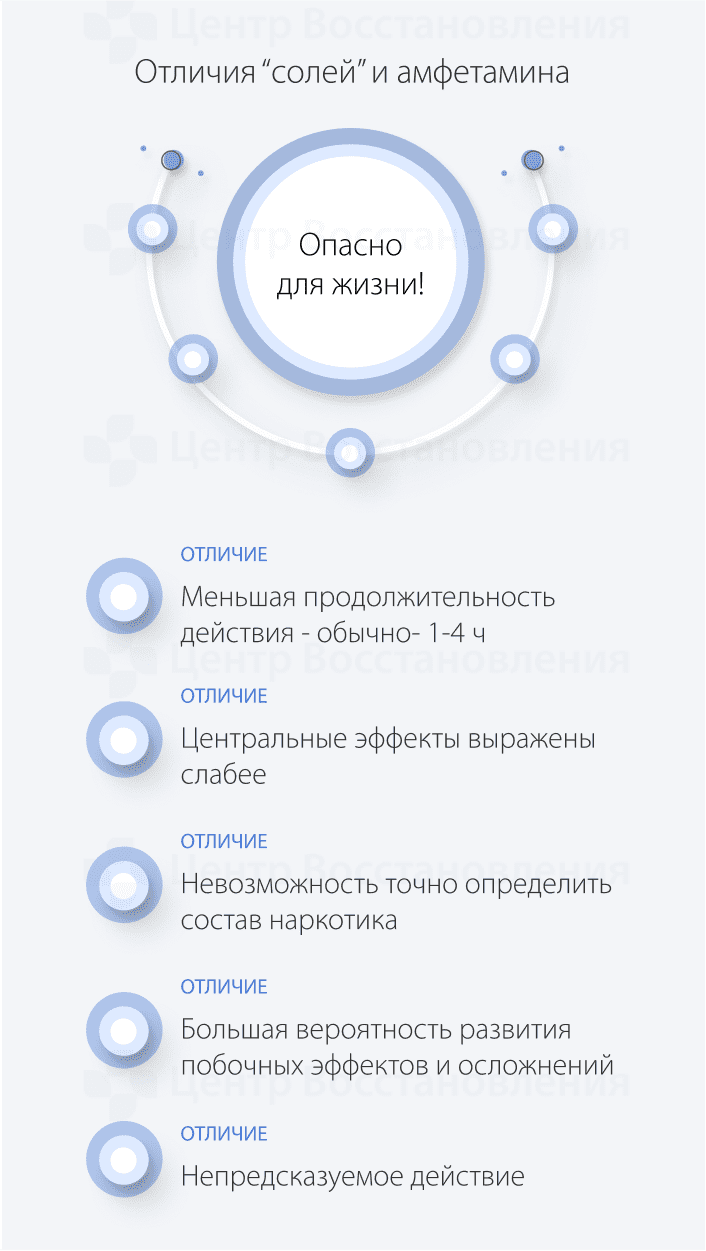 Центр Восстановления
Отличия “солей” и амфетамина
Центр Восстановления
Опасно
для жизни!
Центр Восстановления
ОТЛИЧИЕ
Меньшая продолжительность
действия - обычно- 1-4 ч
Центр Восстановления
ОТЛИЧИЕ
Центральные эффекты выражены
слабее
ОТЛИЧИЕ
Центр Восстановления
Невозможность точно определить
состав наркотика
ОТЛИЧИЕ
Большая вероятность развития
побочных эффектов и осложнений
Центр Восстановления
ОТЛИЧИЕ
Непредсказуемое действие